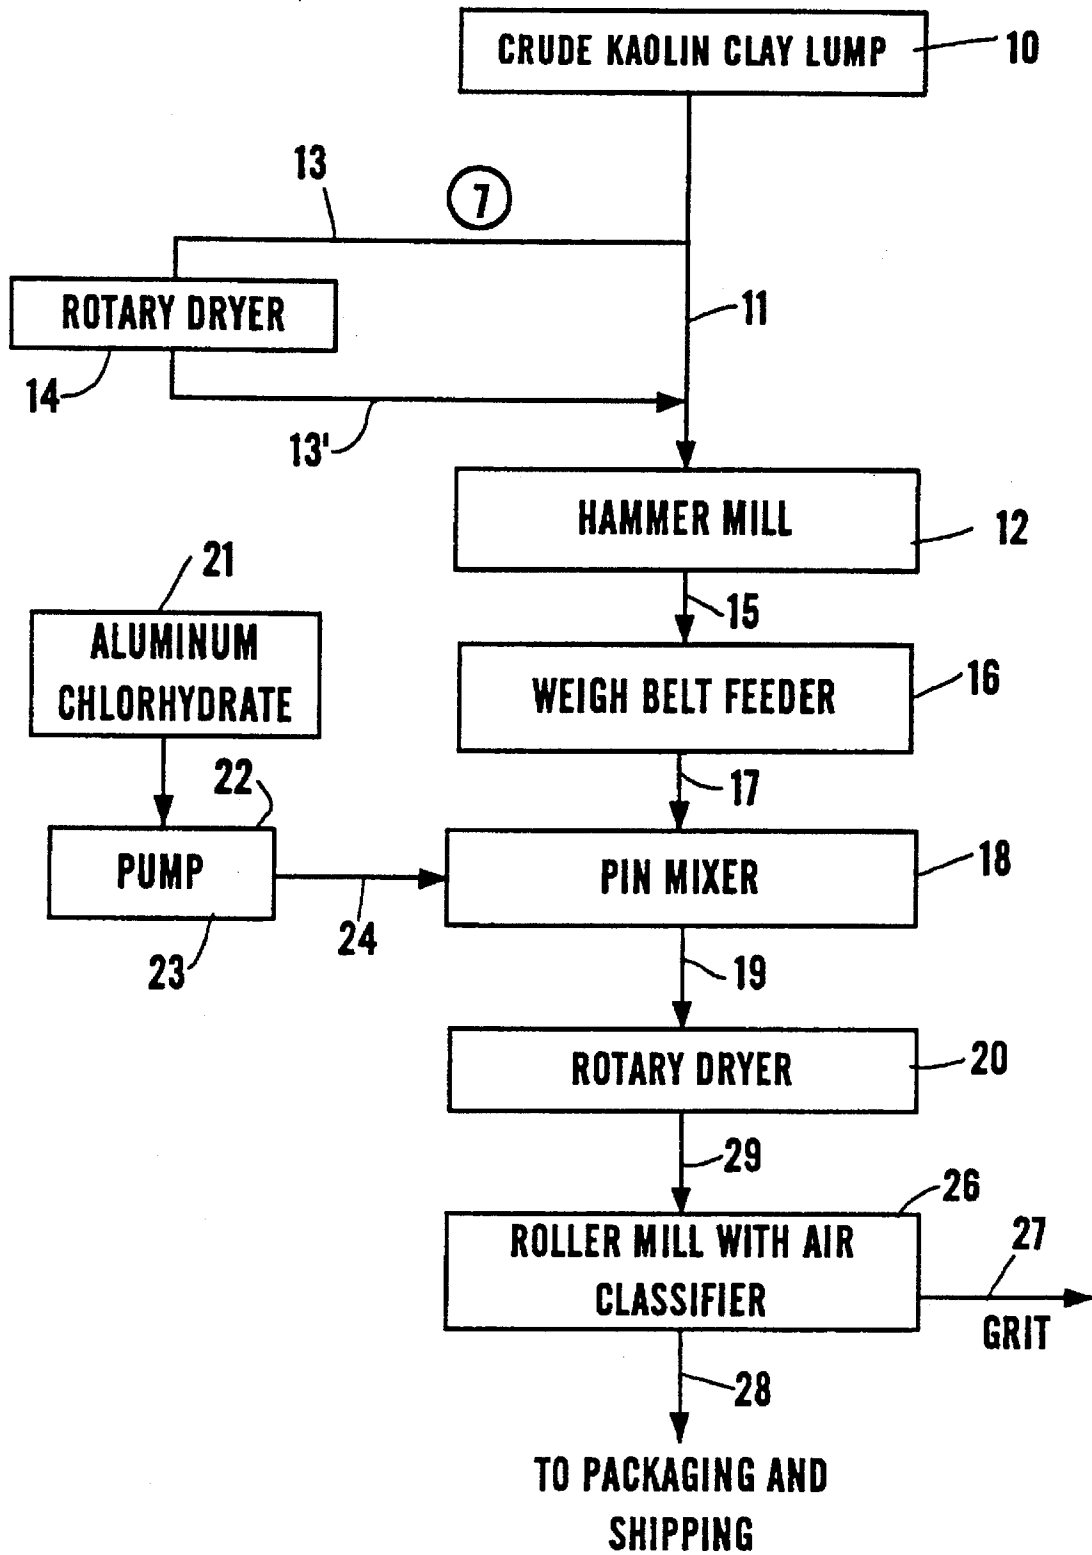 CRUDE KAOLIN CLAY LUMP
10
13
7
11
ROTARY DRYER
14
13'
HAMMER MILL
12
21
15
ALUMINUM
CHLORHYDRATE
WEIGH BELT FEEDER
16
22
17
PUMP
PIN MIXER
18
23
24
19
ROTARY DRYER
20
29
26
ROLLER MILL WITH AIR
CLASSIFIER
27
GRIT
28
TO PACKAGING AND
SHIPPING